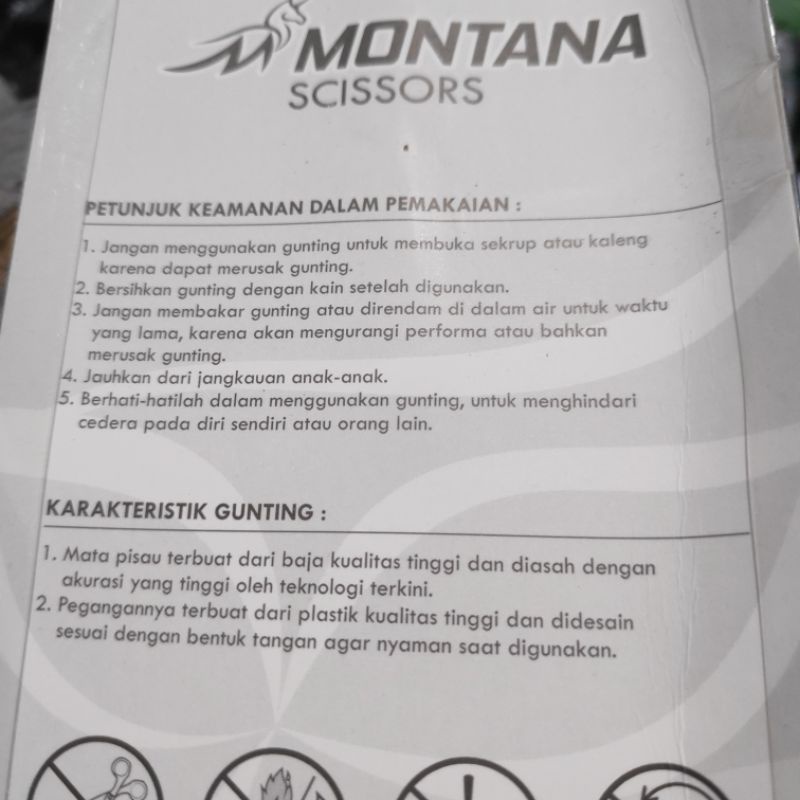 MONTANA
SCISSORS
PETUNJUK KEAMANAN DALAM PEMAKAIAN :
1. Jangan menggunakan gunting untuk membuka sekrup atau kaleng
karena dapat merusak gunting.
2. Bersihkan gunting dengan kain setelah digunakan.
3. Jangan membakar gunting atau direndam di dalam air untuk waktu
yang lama, karena akan mengurangi performa atau bahkan
merusak gunting.
4. Jauhkan dari jangkauan anak-anak.
5. Berhati-hatilah dalam menggunakan gunting, untuk menghindari
cedera pada diri sendiri atau orang lain.
KARAKTERISTIK GUNTING :
1. Mata pisau terbuat dari baja kualitas tinggi dan diasah dengan
akurasi yang tinggi oleh teknologi terkini.
2. Pegangannya terbuat dari plastik kualitas tinggi dan didesain
sesuai dengan bentuk tangan agar nyaman saat digunakan.